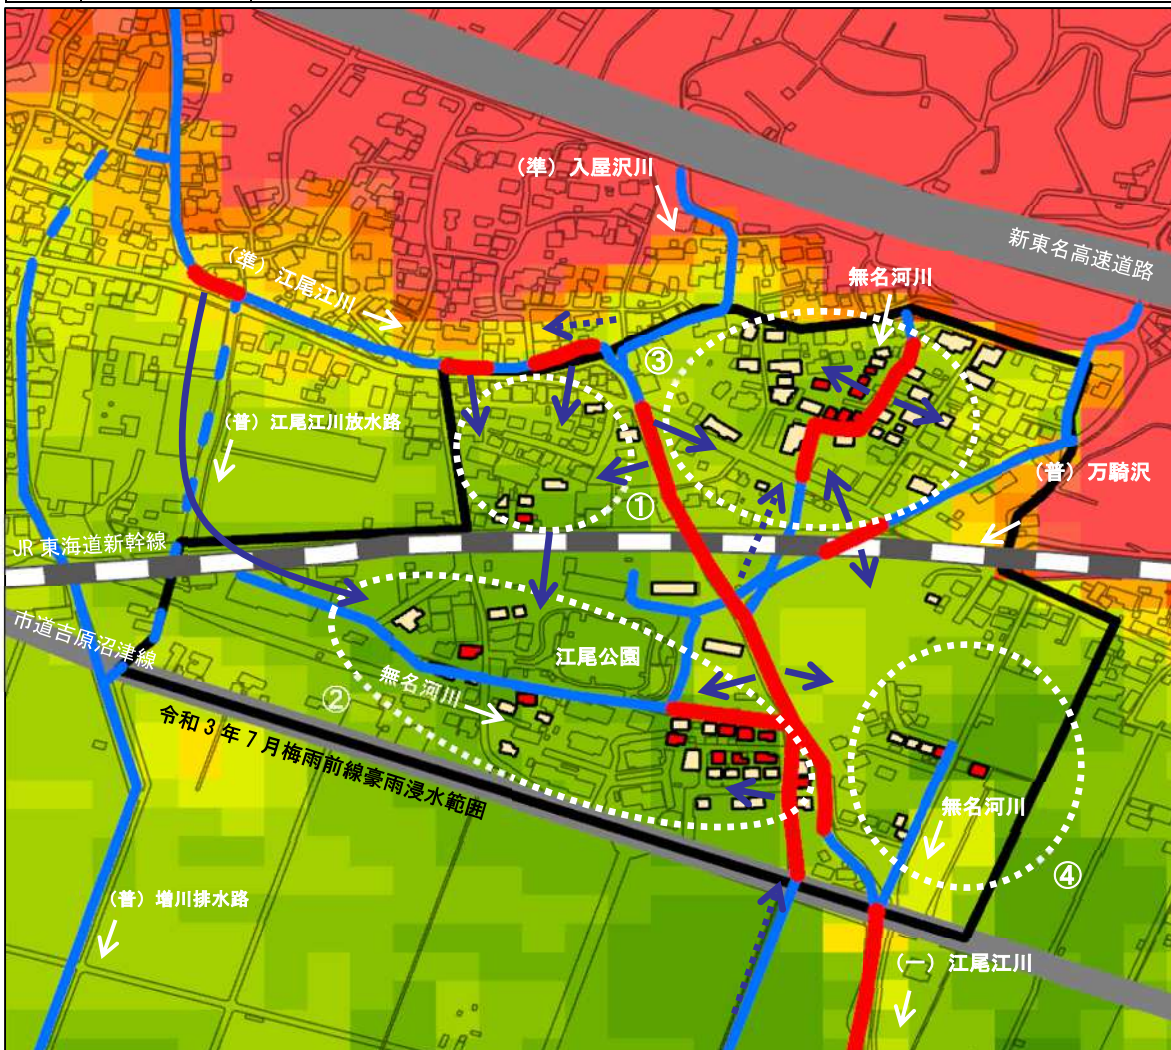 （準）入屋沢川
新東名高速道路
（準）江尾江川
無名河川
③
（普）江尾江川放水路
（普）万騎沢
①
JR 東海道新幹線
市道吉原沼津線
江尾公園
無名河川
②
令和３年７月梅雨前線豪雨浸水範囲
無名河川
④
（普）増川排水路
（一）江尾江川